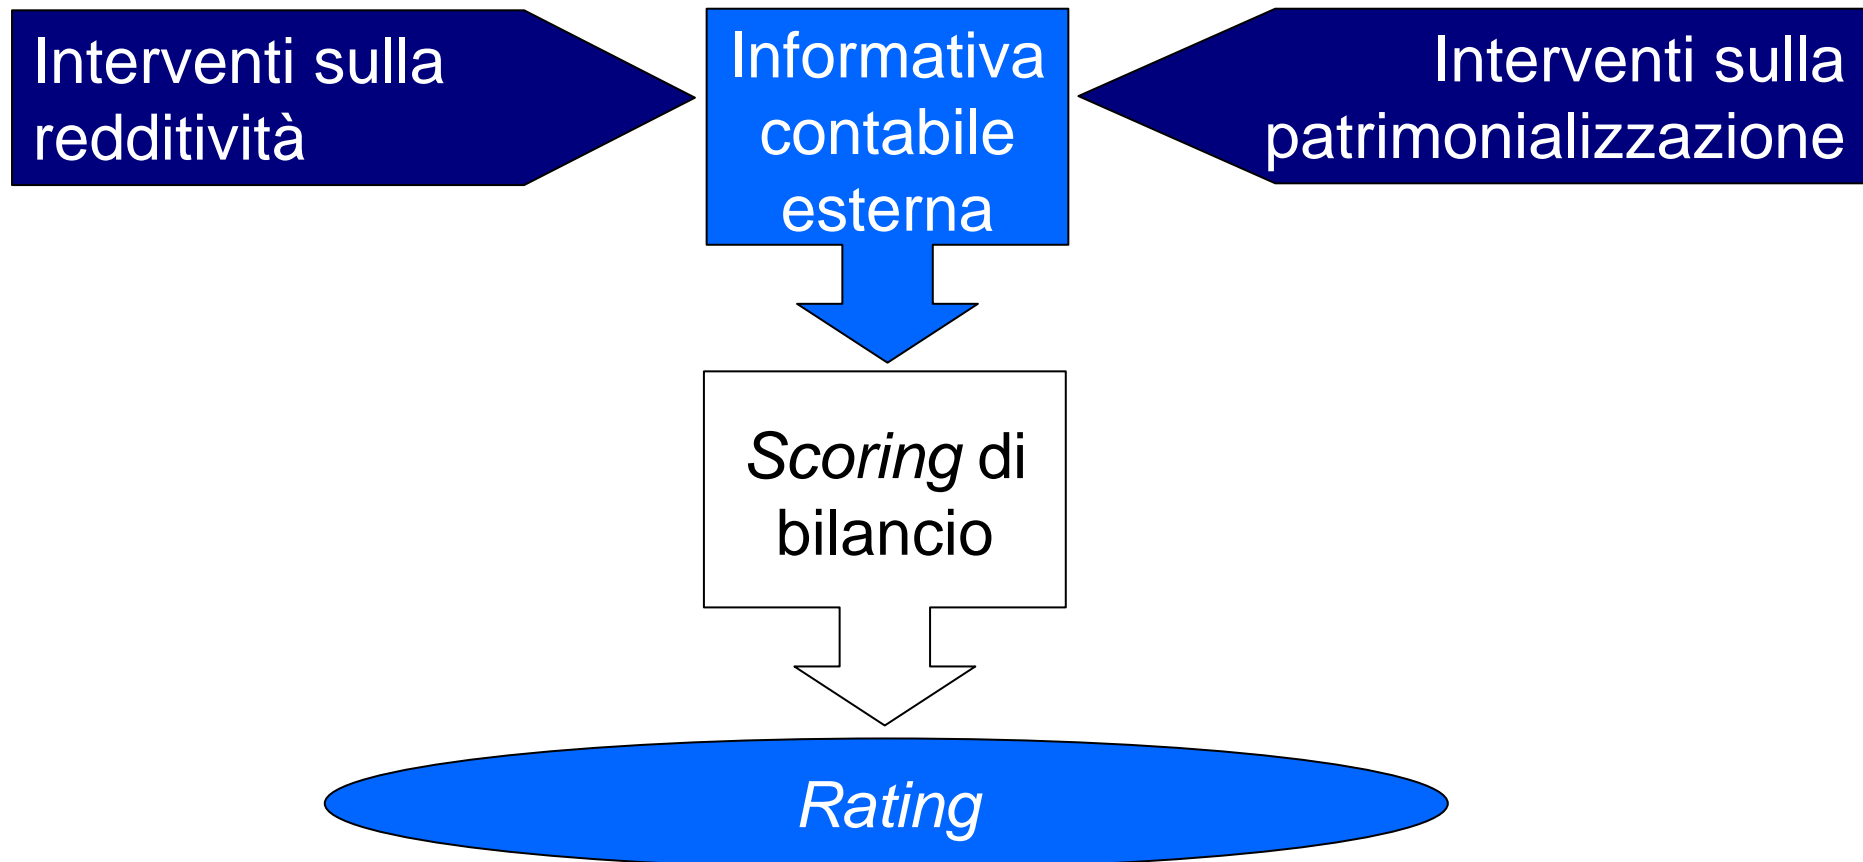 Interventi sulla
redditività
Informativa
contabile
esterna
Interventi sulla
patrimonializzazione
Scoring di
bilancio
Rating